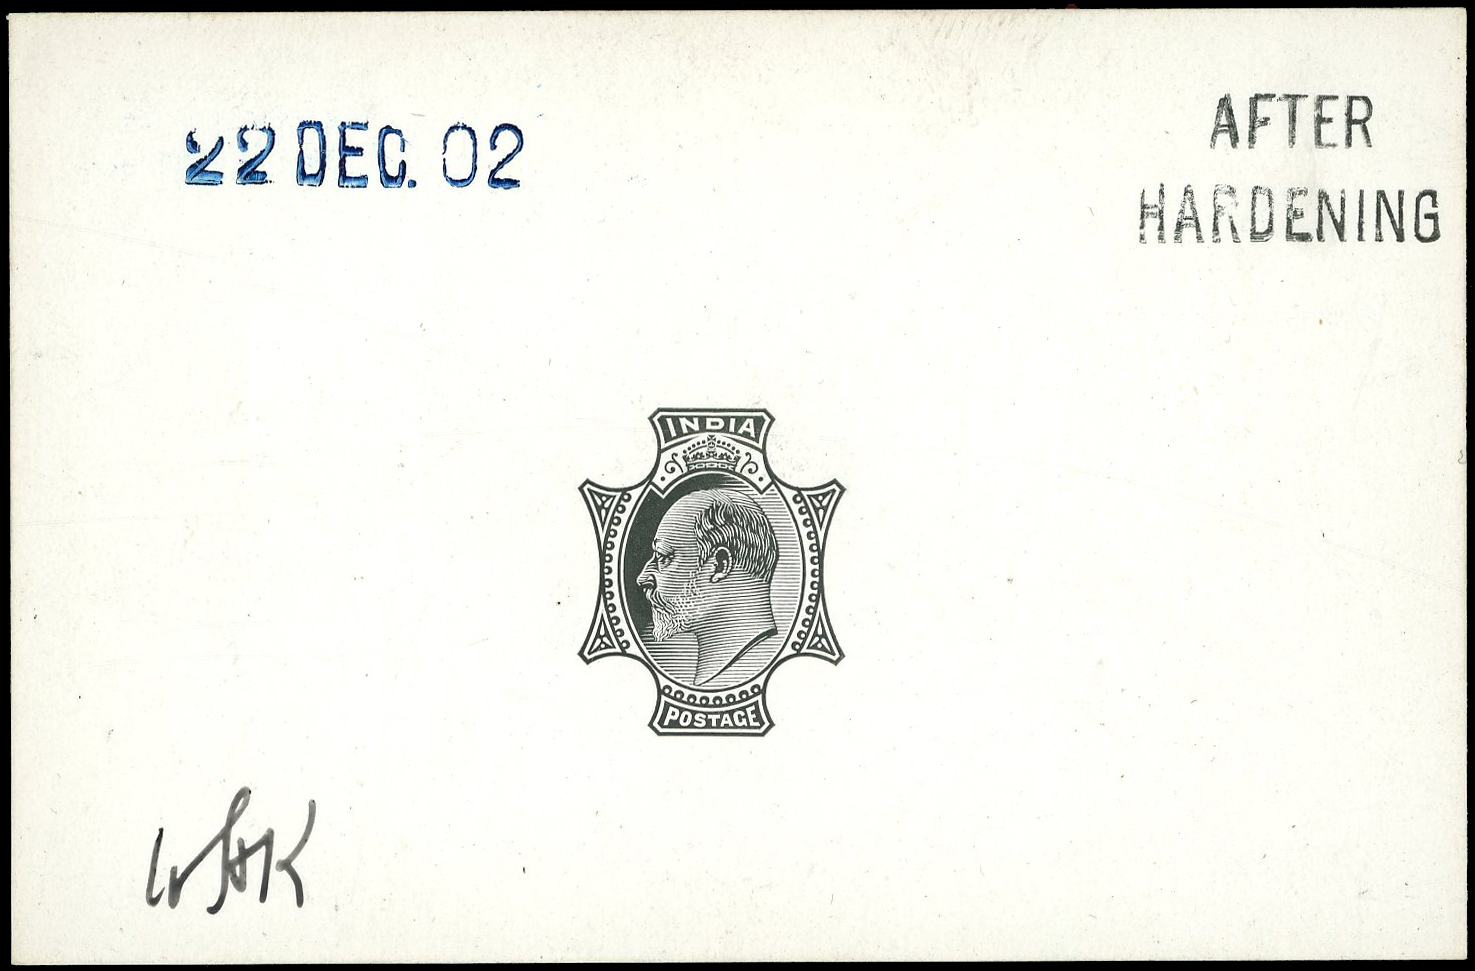 22 DEC. 02
AFTER
HARDENING
INDIA
POSTAGE